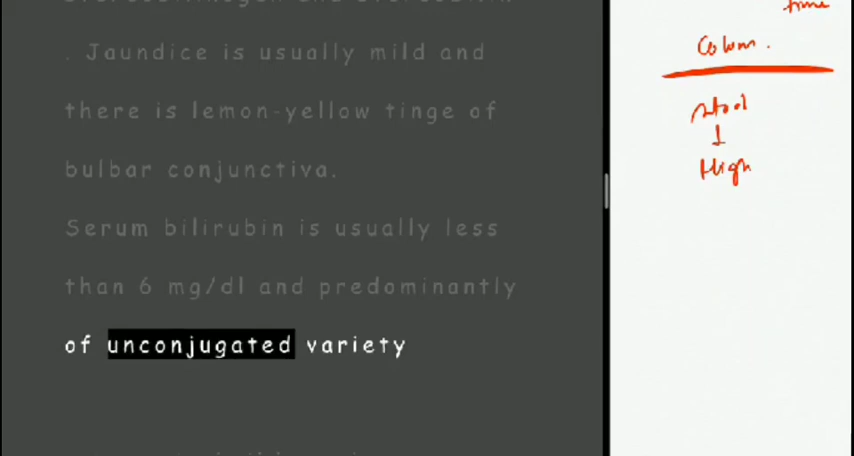 . Jaundice is usually mild and
there is lemon-yellow tinge of
bulbar conjunctiva.
Serum bilirubin is usually less
than 6 mg/dl and predominantly
of unconjugated variety
time
Colour.
Stool
High